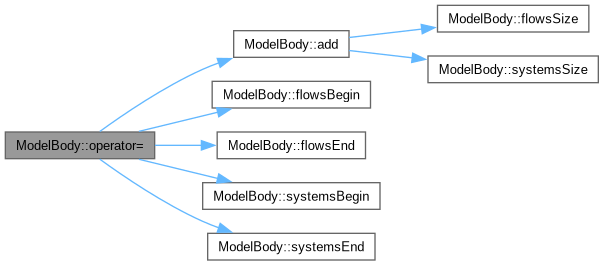 ModelBody::operator=
ModelBody::add
ModelBody::flowsSize
ModelBody::systemsSize
ModelBody::flowsBegin
ModelBody::flowsEnd
ModelBody::systemsBegin
ModelBody::systemsEnd